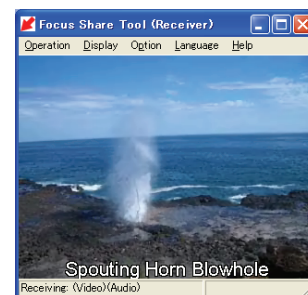 Focus Share Tool (Receiver)
Operation Display Option Language Help
Spouting Horn Blowhole
Receiving: (Video)(Audio)